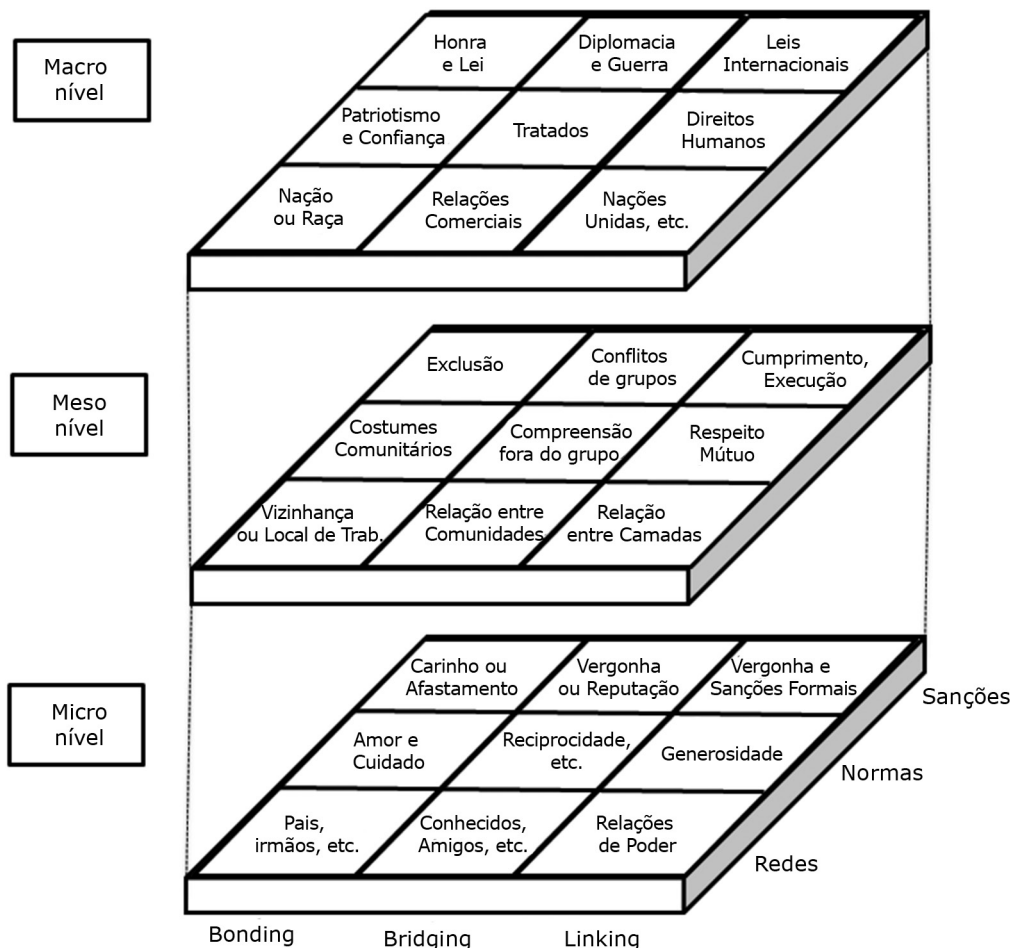 Macro
nível
Honra
e Lei
Diplomacia
e Guerra
Leis
Internacionais
Patriotismo
e Confiança
Tratados
Direitos
Humanos
Nação
ou Raça
Relações
Comerciais
Nações
Unidas, etc.
Meso
nível
Exclusão
Conflitos
de grupos
Cumprimento,
Execução
Costumes
Comunitários
Compreensão
fora do grupo
Respeito
Mútuo
Vizinhança
ou Local de Trab.
Relação entre
Comunidades
Relação
entre Camadas
Micro
nível
Carinho ou
Afastamento
Vergonha
ou Reputação
Vergonha e
Sanções Formais
Sanções
Amor e
Cuidado
Reciprocidade,
etc.
Generosidade
Normas
Pais,
irmãos, etc.
Conhecidos,
Amigos, etc.
Relações
de Poder
Redes
Bonding
Bridging
Linking